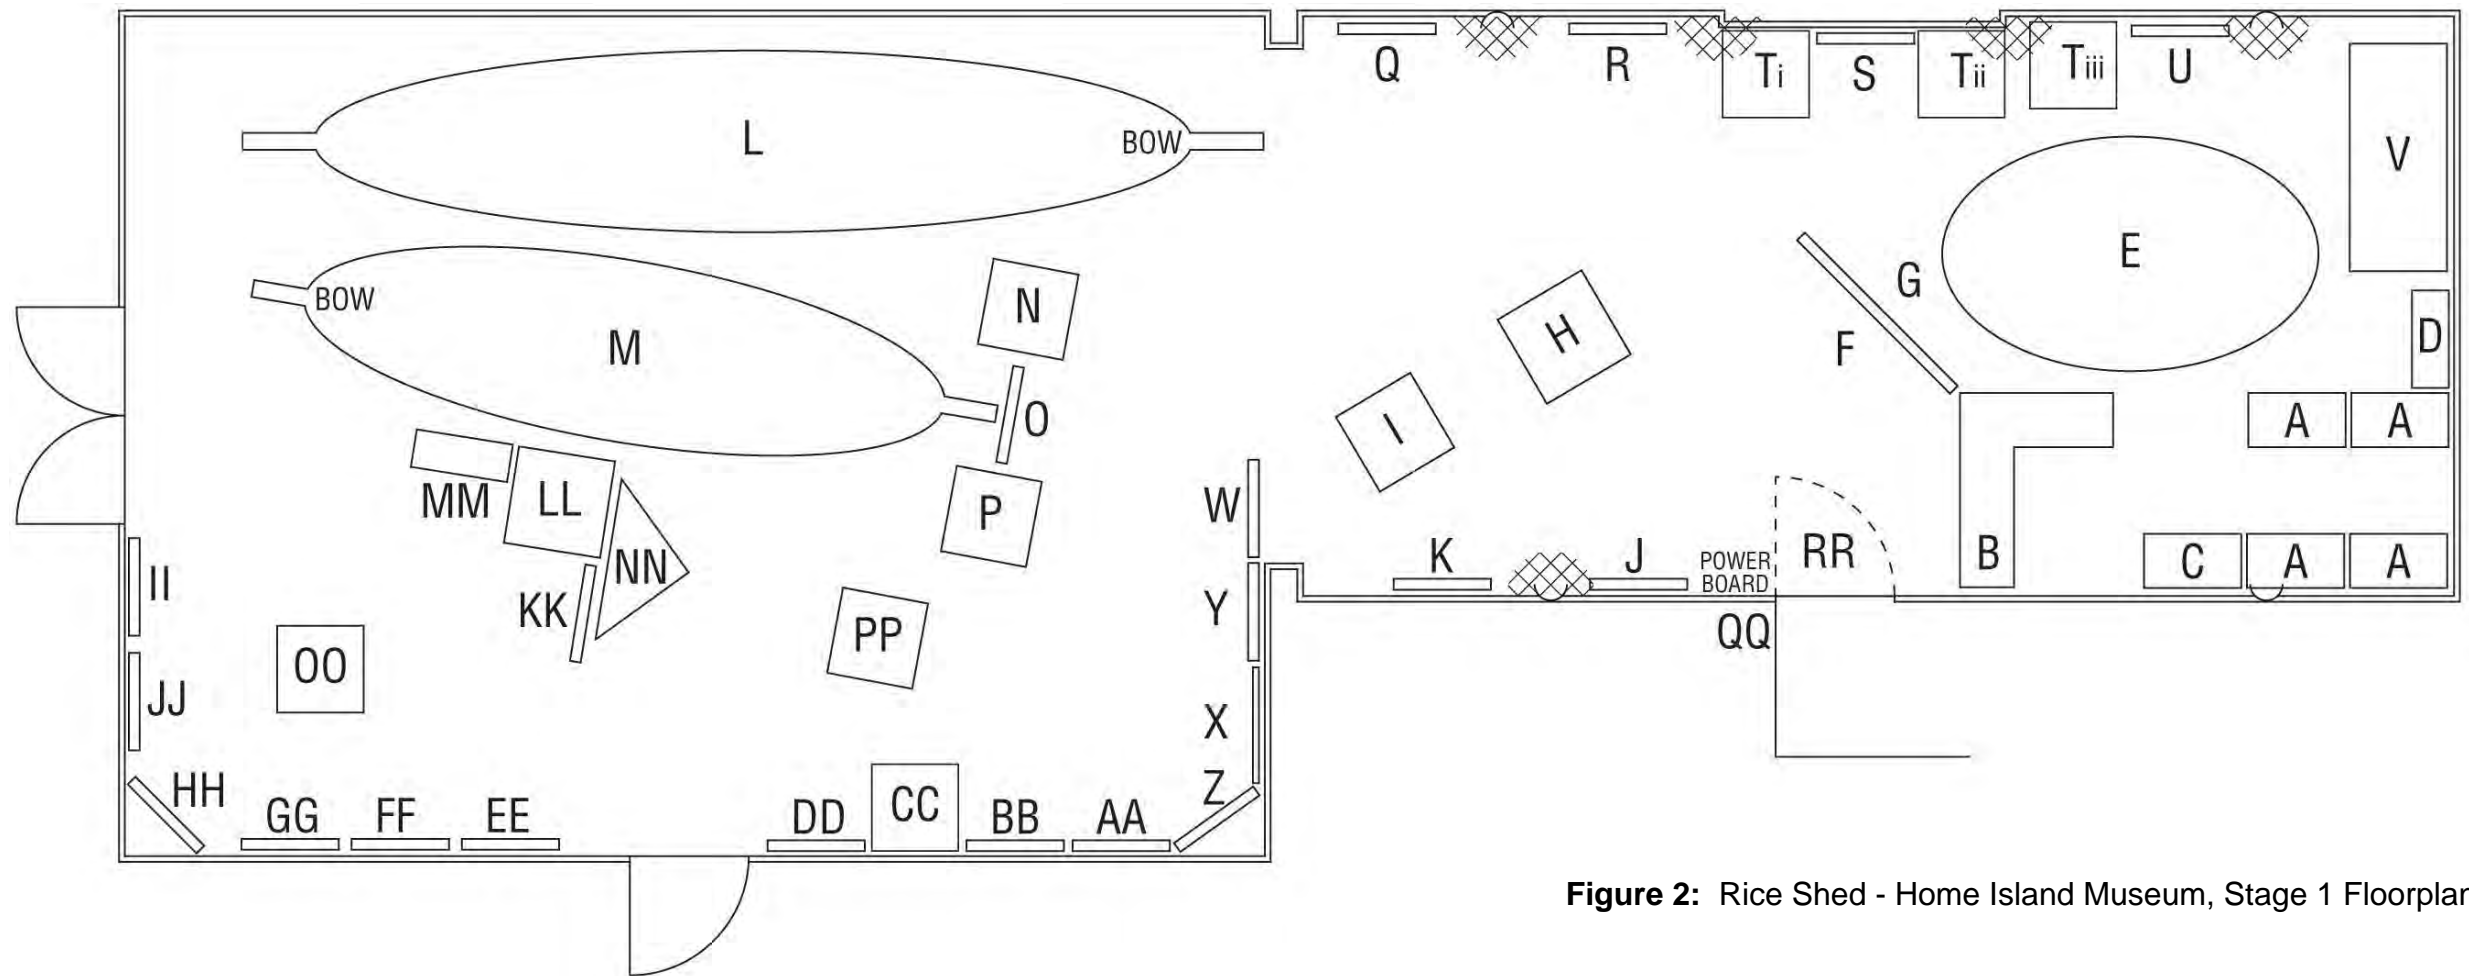 Q
R
Ti
S
Tii
Tiii
U
L
BOW
V
E
G
F
D
H
I
N
BOW
M
O
A
A
MM
LL
P
W
K
J
POWER
BOARD
RR
B
C
A
A
II
KK
NN
Y
QQ
OO
PP
JJ
X
HH
Z
GG
FF
EE
DD
CC
BB
AA
Figure 2: Rice Shed - Home Island Museum, Stage 1 Floorplan